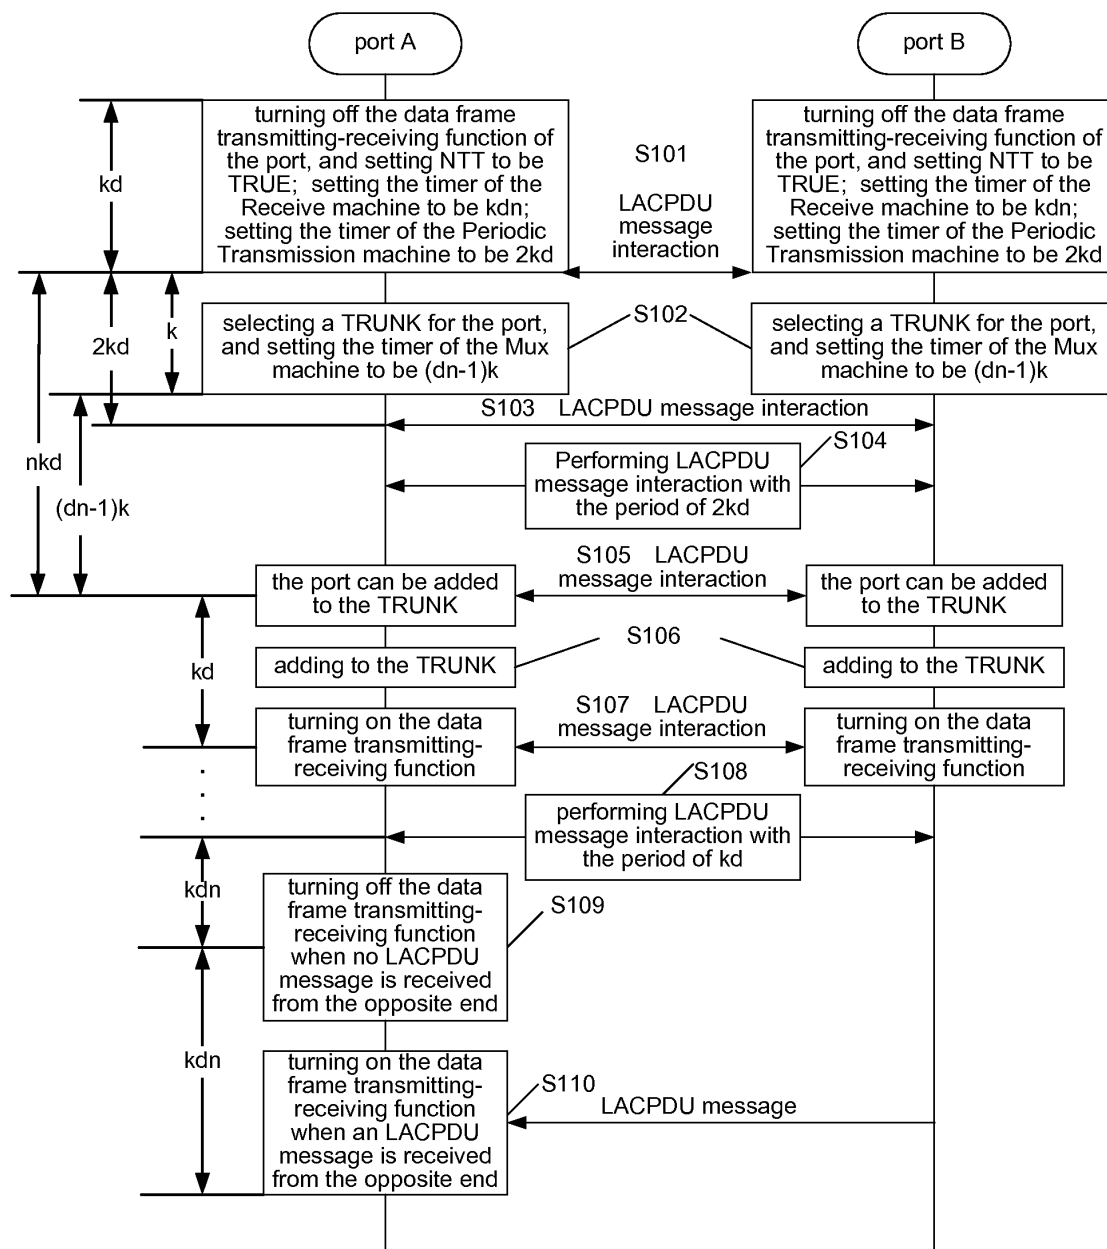 port A
port B
turning off the data frame
transmitting-receiving function of
the port, and setting NTT to be
TRUE; setting the timer of the
Receive machine to be kdn;
setting the timer of the Periodic
Transmission machine to be 2kd
S101
LACPDU
message
interaction
turning off the data frame
transmitting-receiving function of
the port, and setting NTT to be
TRUE; setting the timer of the
Receive machine to be kdn;
setting the timer of the Periodic
Transmission machine to be 2kd
kd
2kd
k
selecting a TRUNK for the port,
and setting the timer of the Mux
machine to be (dn-1)k
S102
selecting a TRUNK for the port,
and setting the timer of the Mux
machine to be (dn-1)k
S103 LACPDU message interaction
S104
nkd
(dn-1)k
Performing LACPDU
message interaction with
the period of 2kd
S105 LACPDU
message interaction
the port can be added
to the TRUNK
the port can be added
to the TRUNK
kd
S106
adding to the TRUNK
adding to the TRUNK
S107 LACPDU
message interaction
turning on the data
frame transmitting-
receiving function
turning on the data
frame transmitting-
receiving function
S108
performing LACPDU
message interaction with
the period of kd
kdn
turning off the data
frame transmitting-
receiving function
when no LACPDU
message is received
from the opposite end
S109
kdn
turning on the data
frame transmitting-
receiving function
when an LACPDU
message is received
from the opposite end
S110
LACPDU message